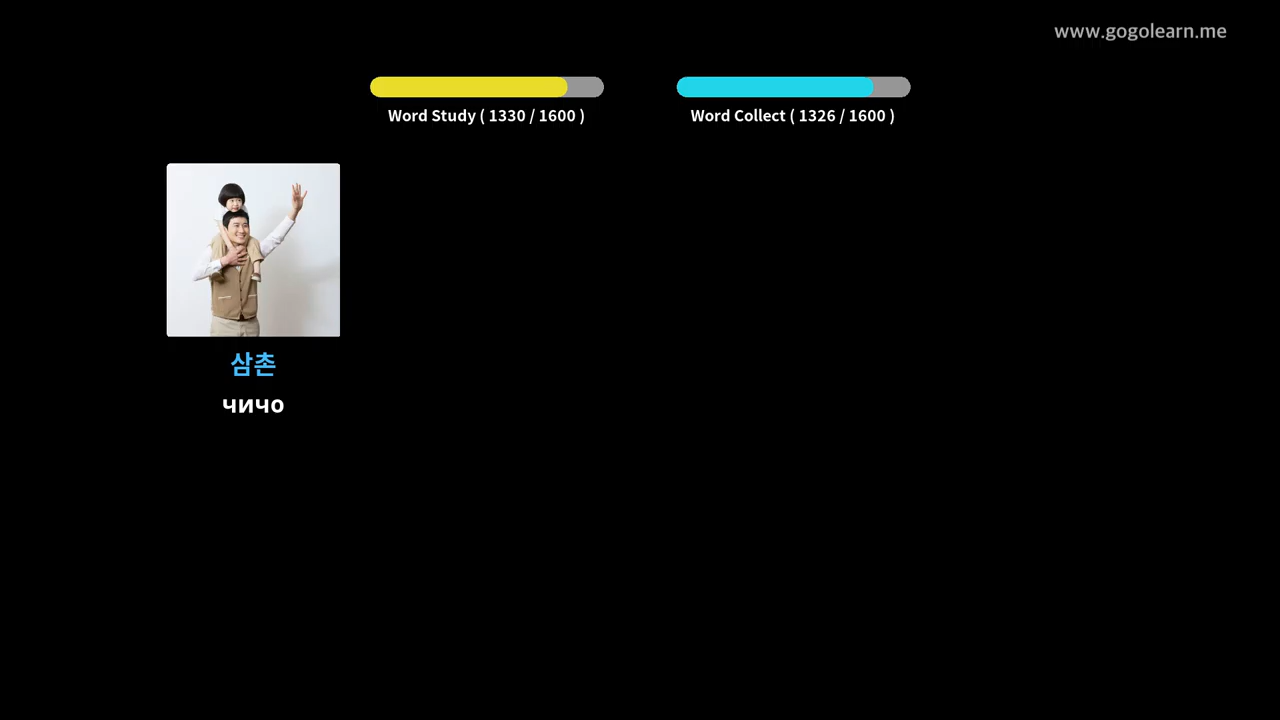 www.gogolearn.me
Word Study ( 1330 / 1600 )
Word Collect ( 1326 / 1600 )
삼촌
чичо